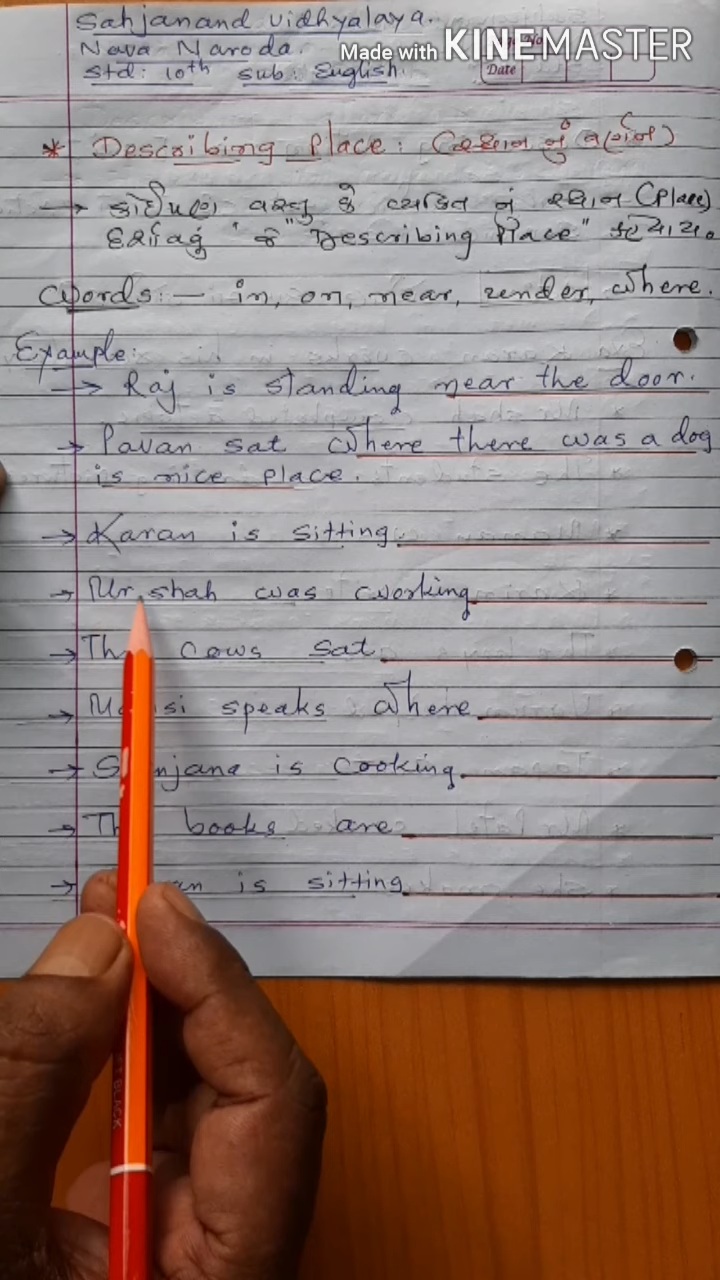 Sahjanand Vidhyalaya.
Nava Naroda.
Std: 10th Sub: English.
Made with KINEMASTER
Date
* Describing Place: (સ્થાન નું વર્ણન)
→ કોઈપણ વસ્તુ કે વ્યક્તિ નું સ્થાન (Place)
દર્શાવવું "Describing Place" કહેવાય.
Words:- in, on, near, under, where.
Example:
→ Raj is standing near the door.
→ Pavan sat where there was a dog
is nice place.
→ Karan is sitting
→ Mr. shah was working
→ Th cows sat
→ speaks where
→ is cooking
→ Th books are
→ is sitting